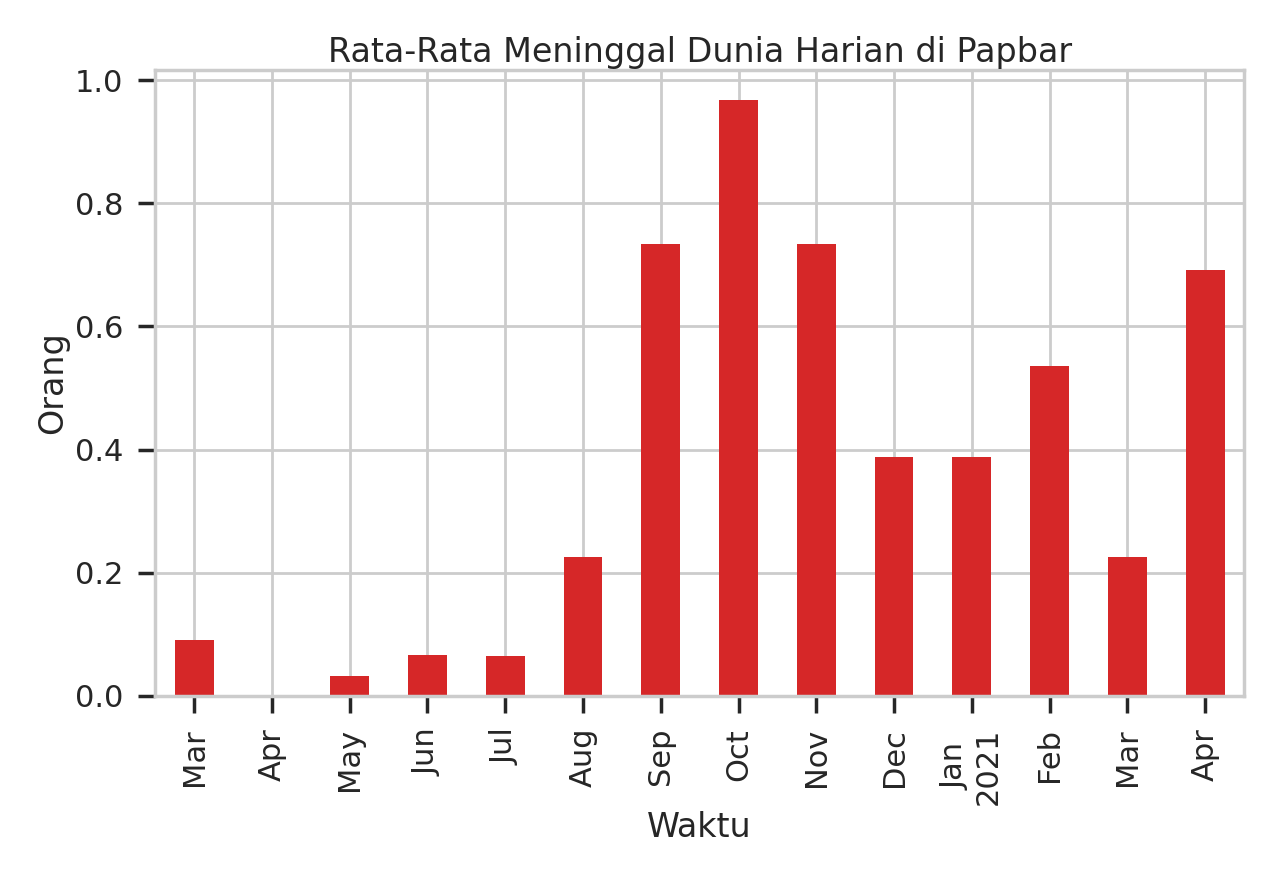 Rata-Rata Meninggal Dunia Harian di Papbar
1.0
0.8
0.6
0.4
0.2
0.0
Orang
Mar
Apr
May
Jun
Jul
Aug
Sep
Oct
Nov
Dec
Jan
2021
Feb
Mar
Apr
Waktu